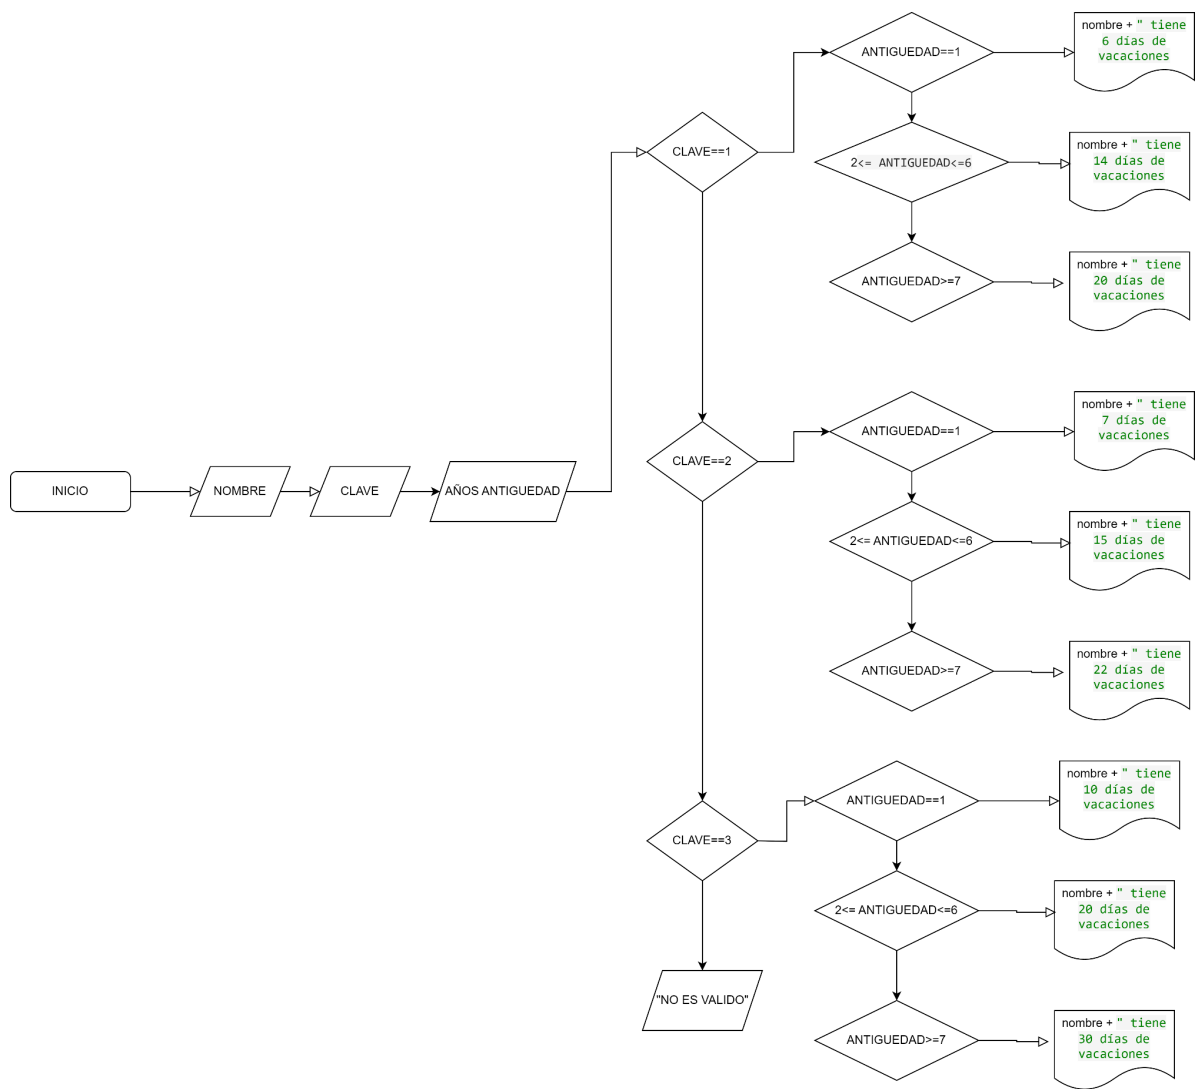 ANTIGUEDAD==1
nombre + " tiene
6 días de
vacaciones
CLAVE==1
2<= ANTIGUEDAD<=6
nombre + " tiene
14 días de
vacaciones
ANTIGUEDAD>=7
nombre + " tiene
20 días de
vacaciones
INICIO
NOMBRE
CLAVE
AÑOS ANTIGUEDAD
CLAVE==2
ANTIGUEDAD==1
nombre + " tiene
7 días de
vacaciones
2<= ANTIGUEDAD<=6
nombre + " tiene
15 días de
vacaciones
ANTIGUEDAD>=7
nombre + " tiene
22 días de
vacaciones
CLAVE==3
ANTIGUEDAD==1
nombre + " tiene
10 días de
vacaciones
2<= ANTIGUEDAD<=6
nombre + " tiene
20 días de
vacaciones
"NO ES VALIDO"
ANTIGUEDAD>=7
nombre + " tiene
30 días de
vacaciones